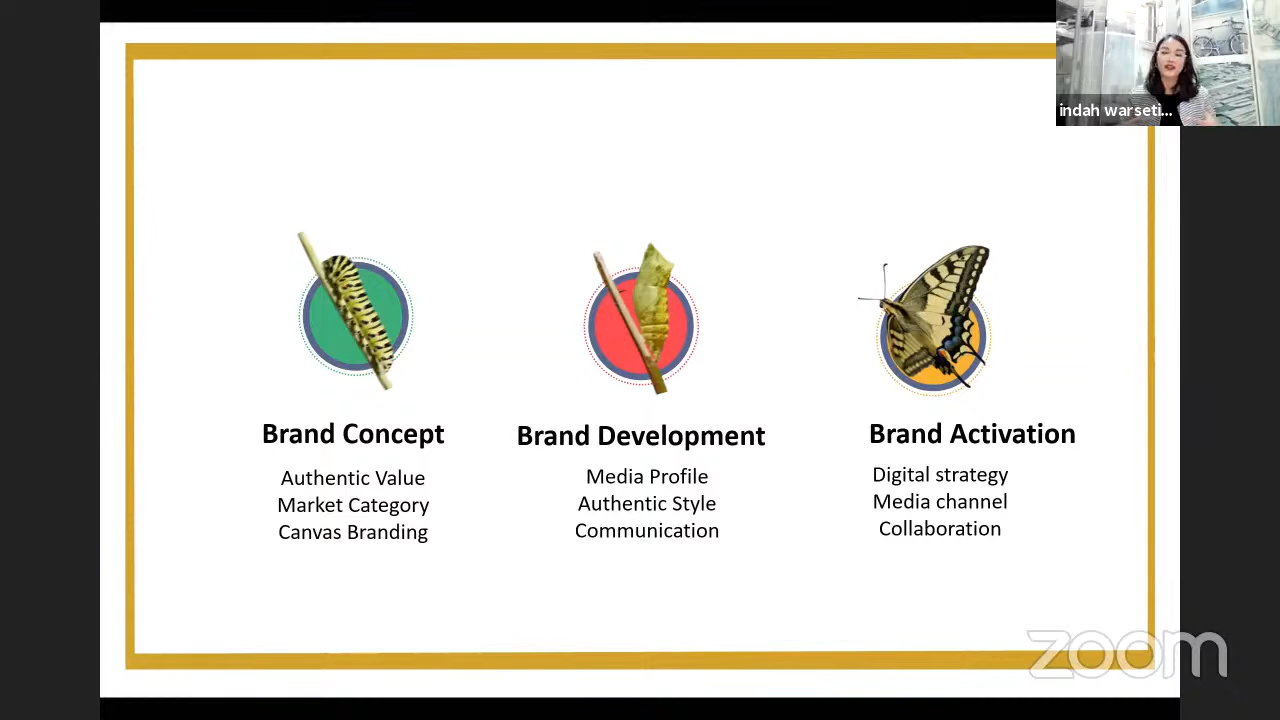 indah warseti...
Brand Concept
Authentic Value
Market Category
Canvas Branding
Brand Development
Media Profile
Authentic Style
Communication
Brand Activation
Digital strategy
Media channel
Collaboration
zoom